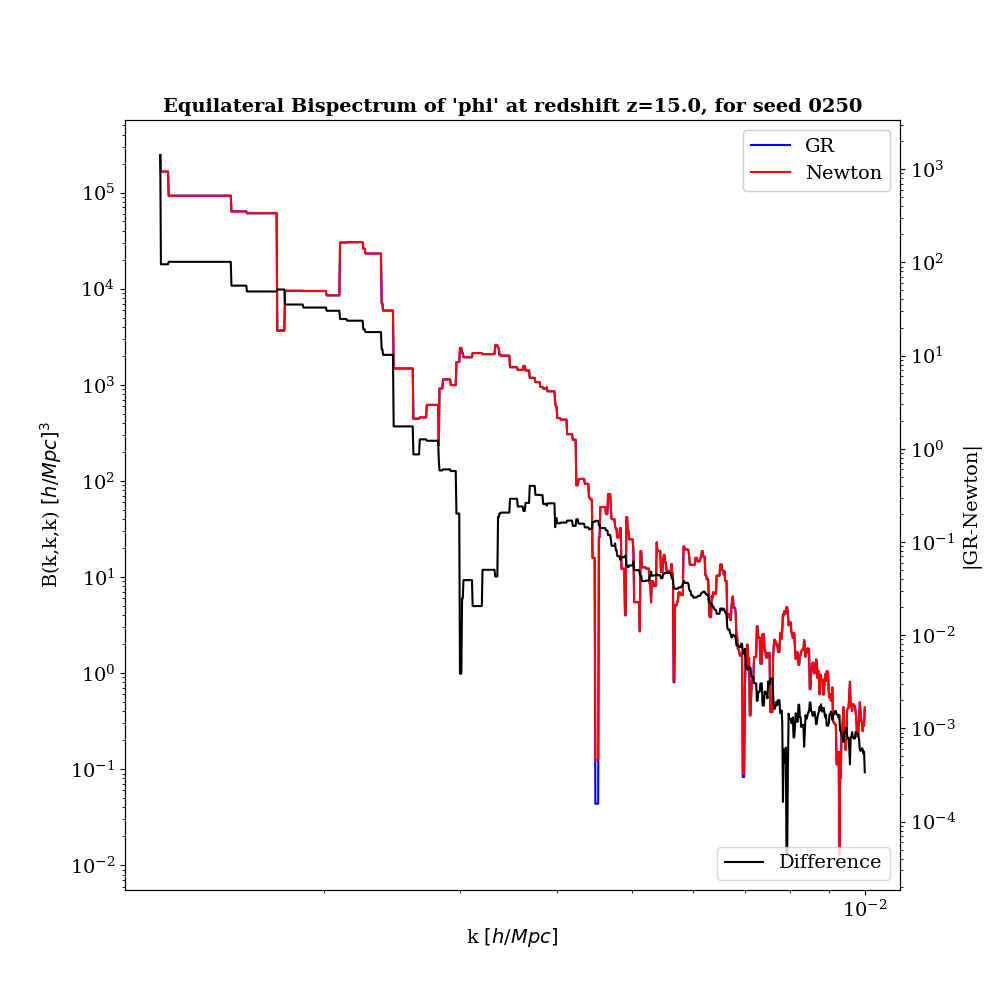 Equilateral Bispectrum of 'phi' at redshift z=15.0, for seed 0250
GR
Newton
10^5
10^4
10^3
10^2
10^1
10^0
10^-1
10^-2
B(k,k,k) [h/Mpc]^3
10^3
10^2
10^1
10^0
10^-1
10^-2
10^-3
10^-4
|GR-Newton|
Difference
10^-2
k [h/Mpc]